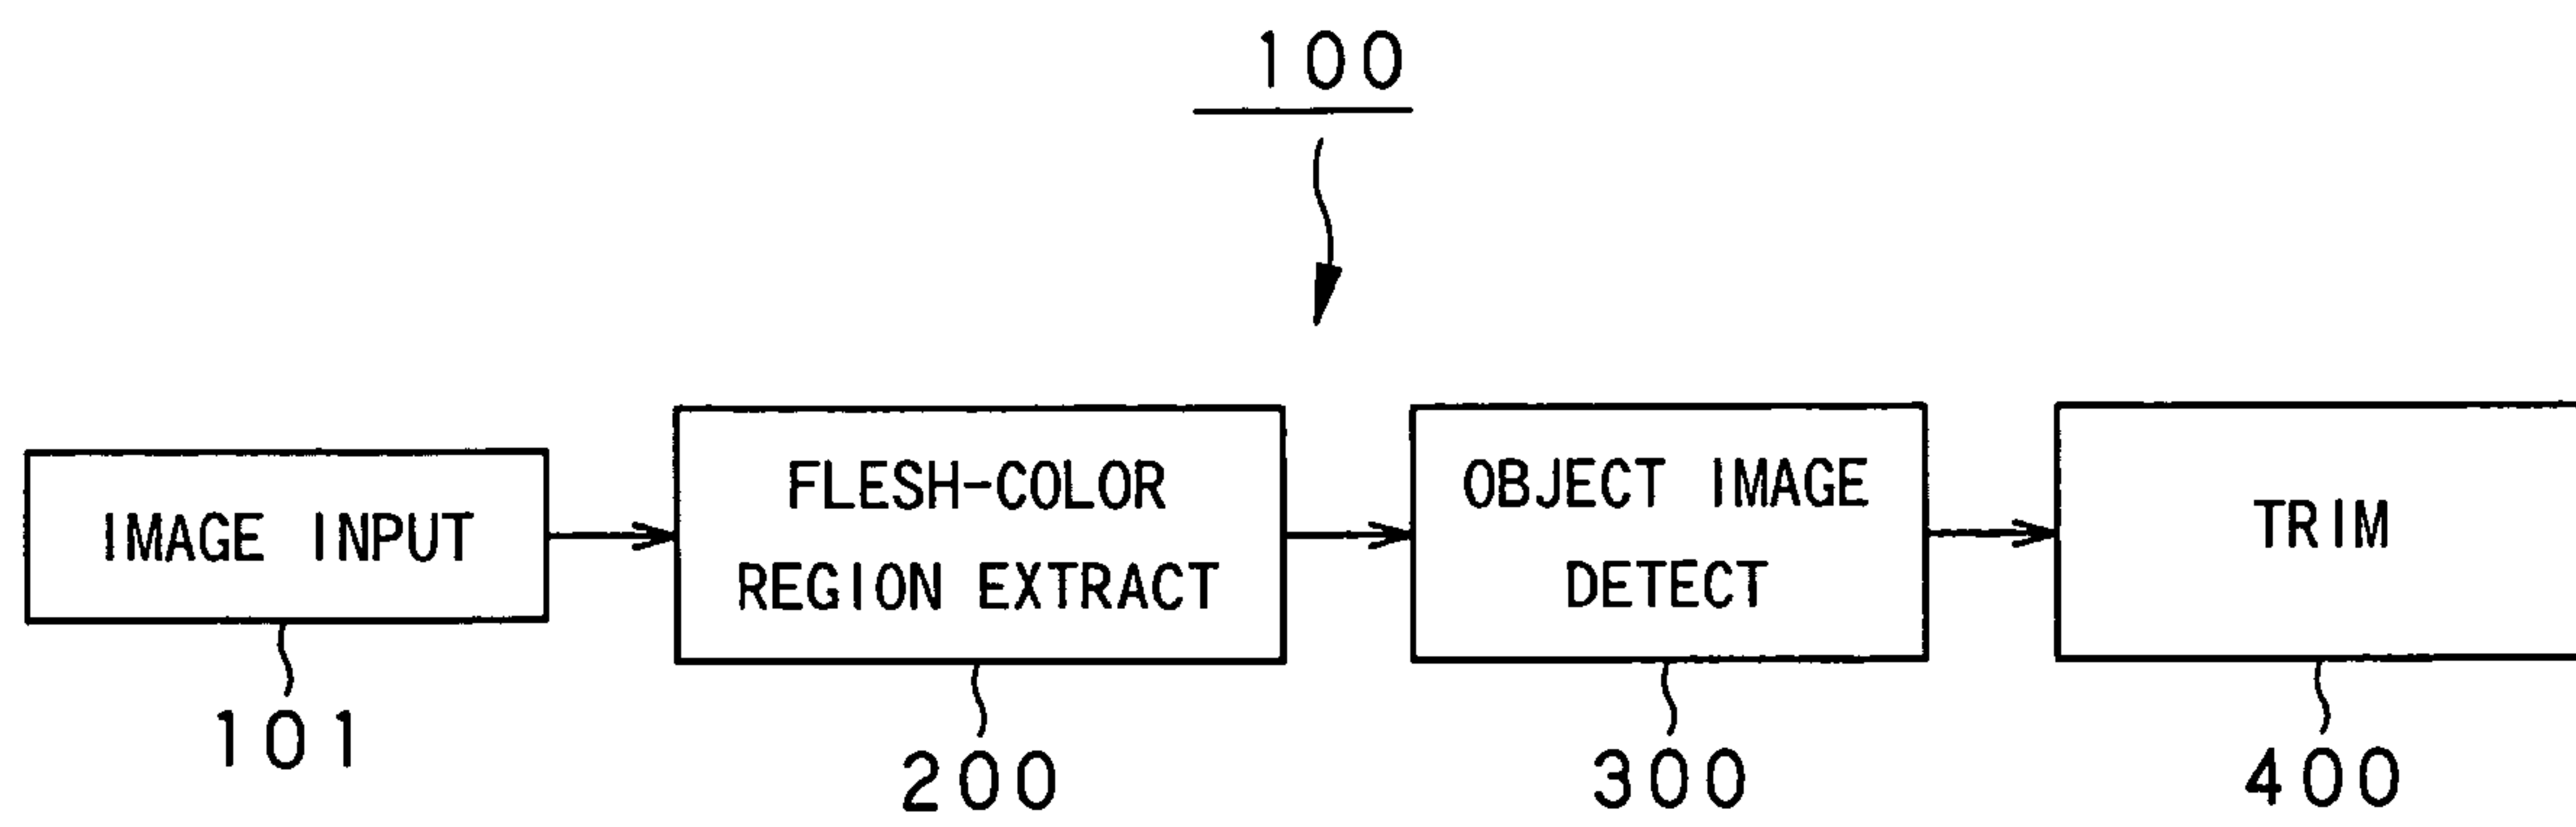 100
IMAGE INPUT
FLESH-COLOR
REGION EXTRACT
OBJECT IMAGE
DETECT
TRIM
101
200
300
400